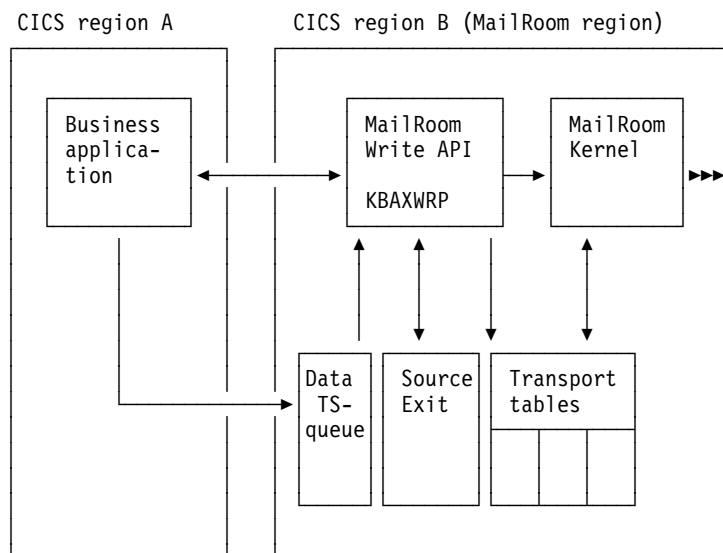 CICS region A
CICS region B (MailRoom region)
Business
applica-
tion
MailRoom
Write API
KBAXWRP
MailRoom
Kernel
Data
TS-
queue
Source
Exit
Transport
tables